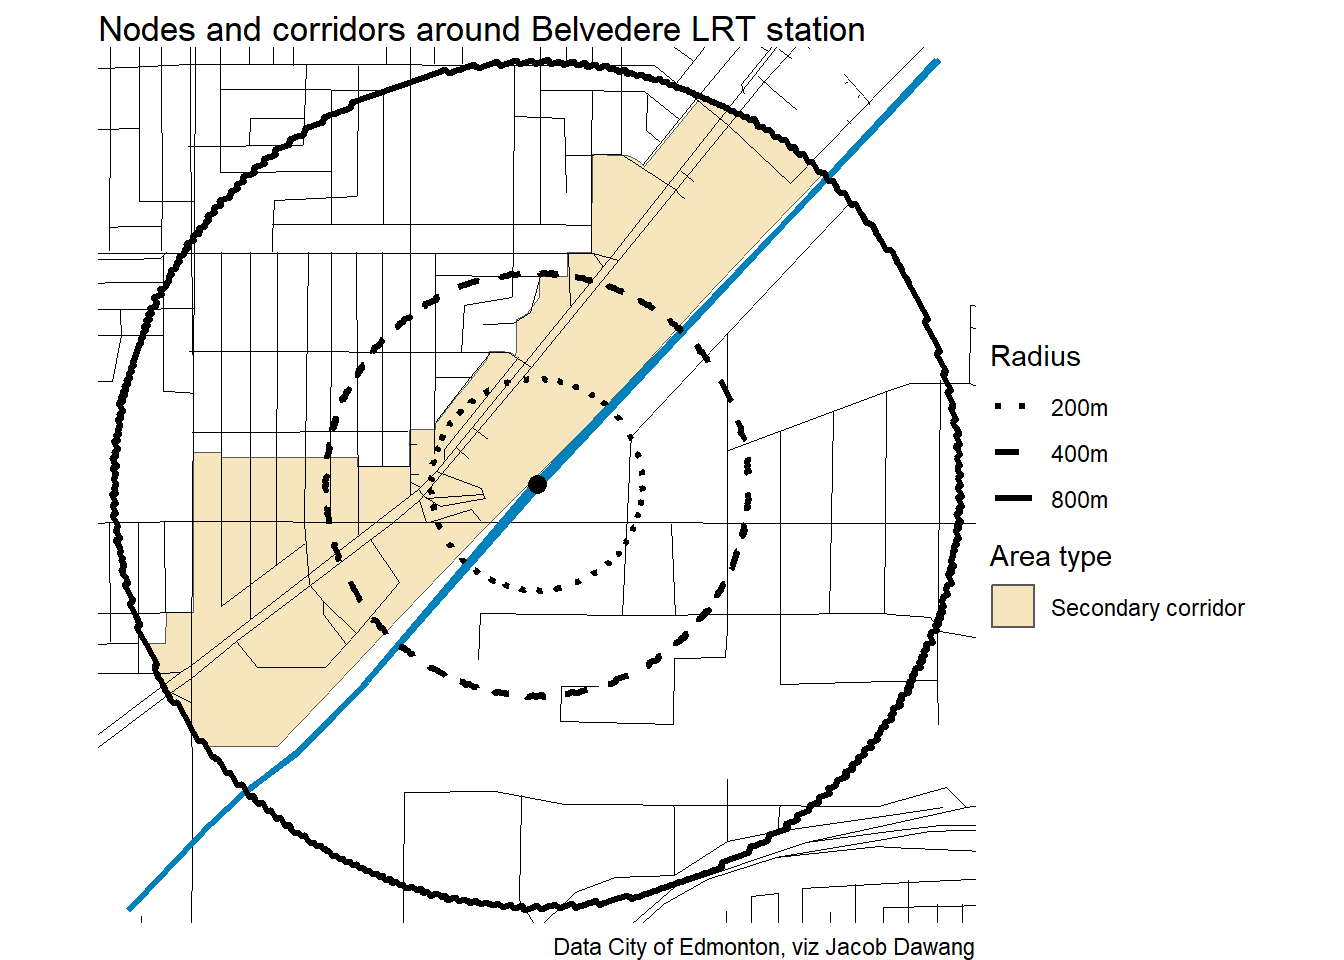 Nodes and corridors around Belvedere LRT station
Radius
200m
400m
800m
Area type
Secondary corridor
Data City of Edmonton, viz Jacob Dawang